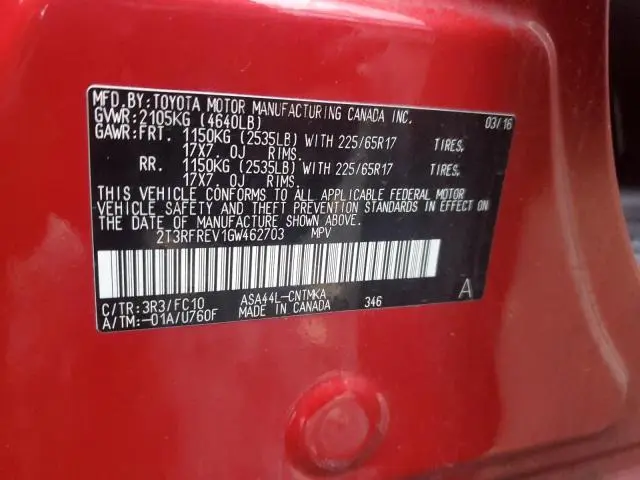 MFD.BY:TOYOTA MOTOR MANUFACTURING CANADA INC.
GVWR:2105KG (4640LB) 03/16
GAWR:FRT. 1150KG (2535LB) WITH 225/65R17 TIRES,
17X7.0J RIMS.
RR. 1150KG (2535LB) WITH 225/65R17 TIRES,
17X7.0J RIMS.
THIS VEHICLE CONFORMS TO ALL APPLICABLE FEDERAL MOTOR
VEHICLE SAFETY AND THEFT PREVENTION STANDARDS IN EFFECT ON
THE DATE OF MANUFACTURE SHOWN ABOVE.
2T3RFREV1GW462703 MPV
C/TR:3R3/FC10 ASA44L-CNTMKA 346 A
A/TM:-01A/U760F MADE IN CANADA